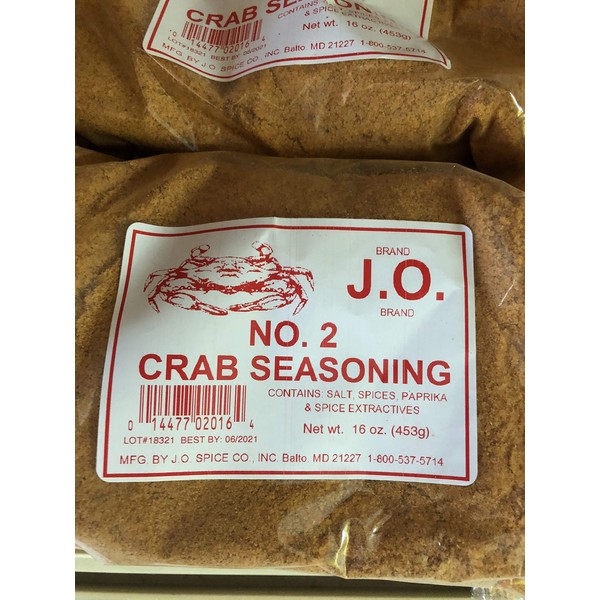 CRAB SEASONING
CONTAINS
& SPICE EXTRACTIVES
Net wt. 16 oz. (453g)
0 14477 02016 4
LOT#18321 BEST BY: 06/2021
MFG. BY J.O. SPICE CO., INC Balto. MD 21227 1-800-537-5714
BRAND
J.O.
BRAND
NO. 2
CRAB SEASONING
CONTAINS: SALT, SPICES, PAPRIKA
& SPICE EXTRACTIVES
Net wt. 16 oz. (453g)
0 14477 02016 4
LOT#18321 BEST BY: 06/2021
MFG. BY J.O. SPICE CO., INC Balto. MD 21227 1-800-537-5714